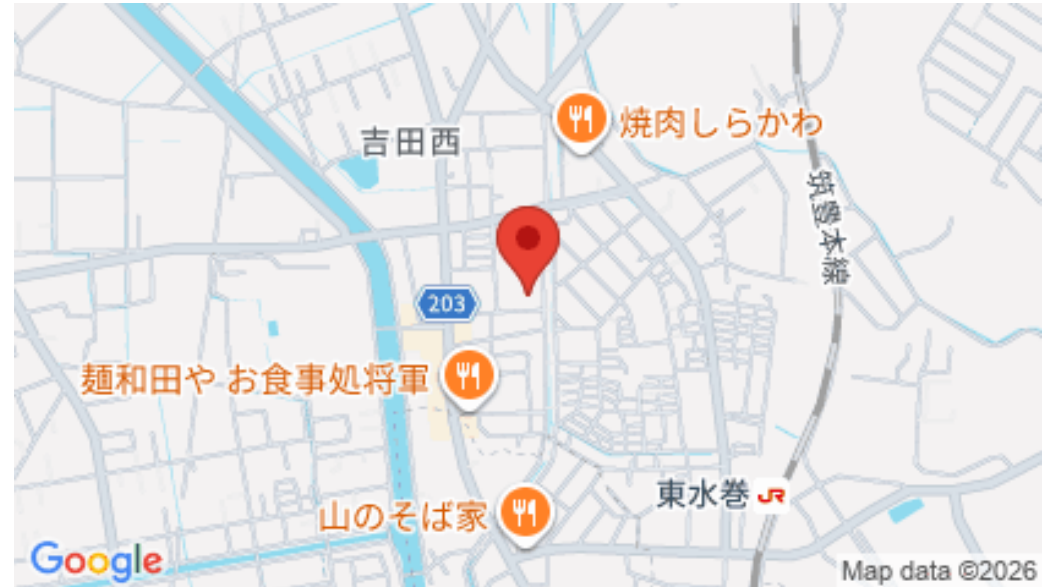 焼肉しらかわ
吉田西
筑豊本線
203
麺和田や お食事処将軍
東水巻 JR
山のそば家
Google
Map data ©2026